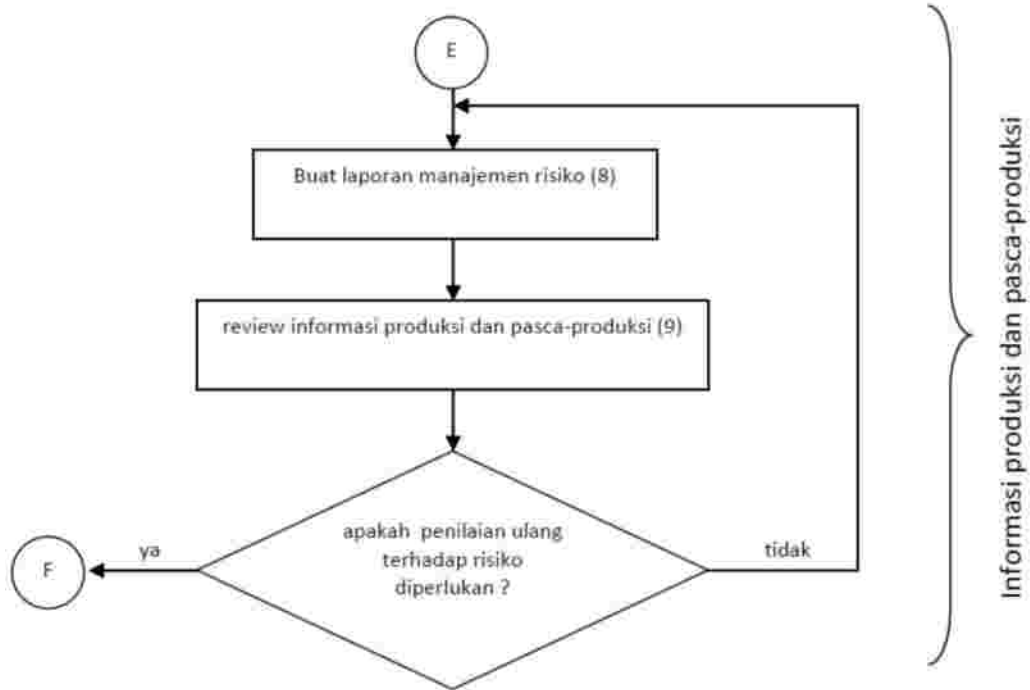 E
Buat laporan manajemen risiko (8)
review informasi produksi dan pasca-produksi (9)
apakah penilaian ulang
terhadap risiko
diperlukan ?
ya
tidak
F
Informasi produksi dan pasca-produksi